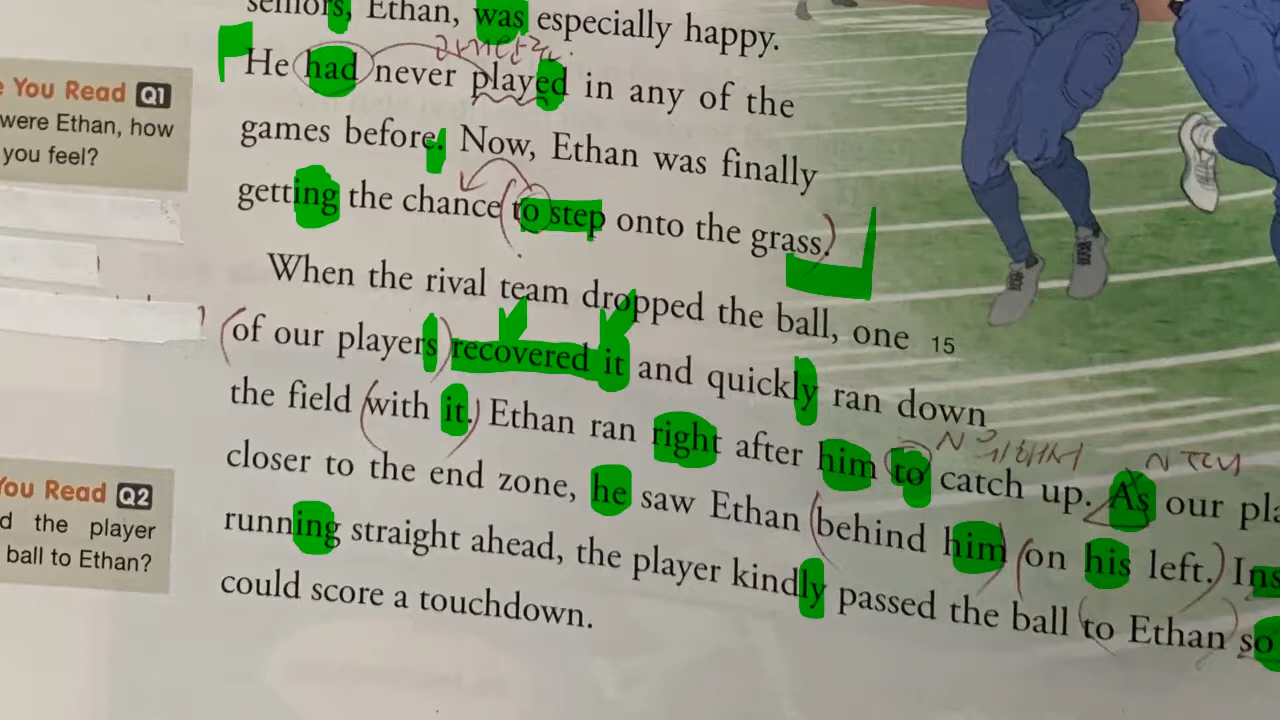 seniors, Ethan, was especially happy.
He had never played in any of the
games before. Now, Ethan was finally
getting the chance to step onto the grass.
When the rival team dropped the ball, one 15
of our players recovered it and quickly ran down
the field with it. Ethan ran right after him to catch up. As our
closer to the end zone, he saw Ethan behind him on his left.
running straight ahead, the player kindly passed the ball to Ethan so
could score a touchdown.
You Read Q1
were Ethan, how
you feel?
You Read Q2
the player
ball to Ethan?